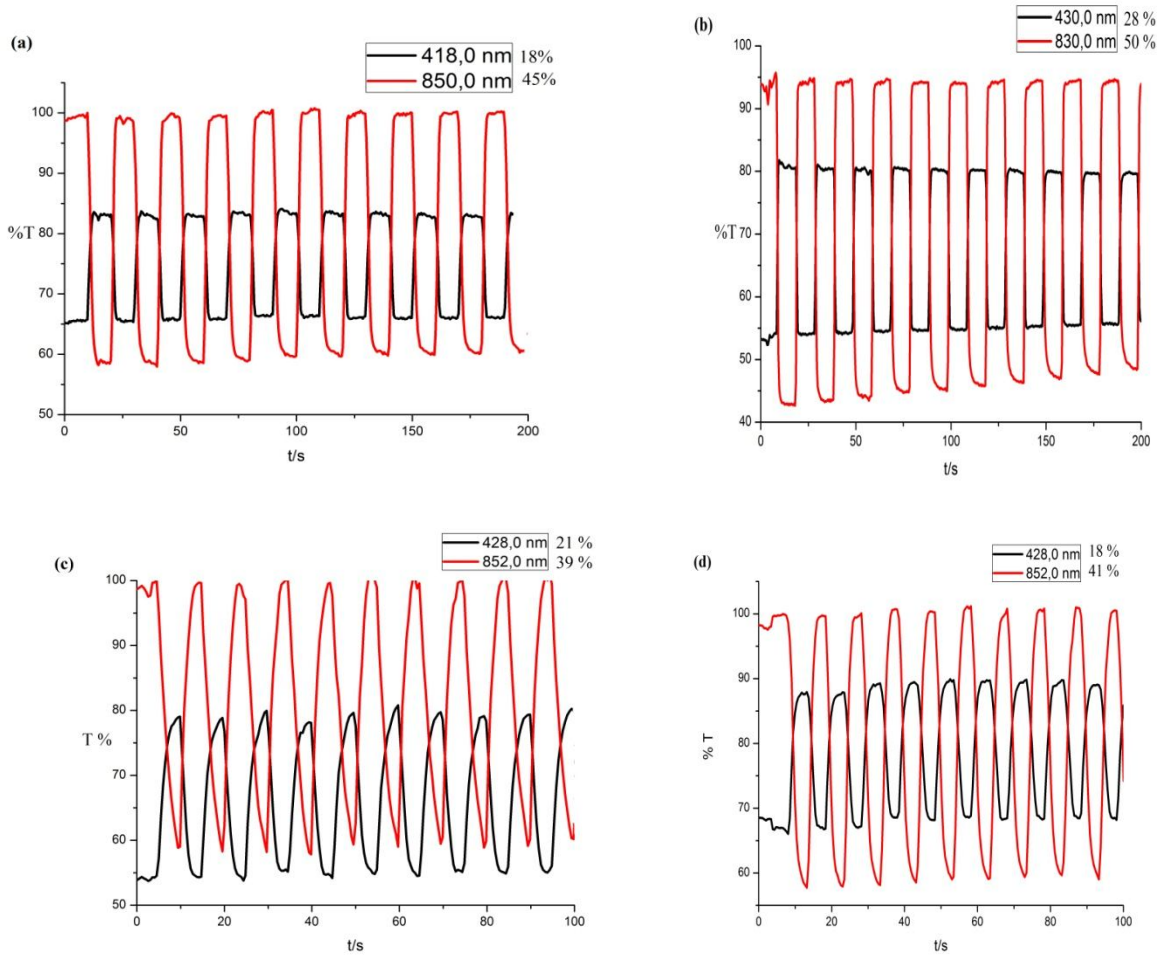 (a)
418,0 nm 18%
850,0 nm 45%
100
90
%T 80
70
60
50
0 50 100 150 200
t/s
(b)
430,0 nm 28 %
830,0 nm 50 %
100
90
80
%T 70
60
50
40
0 50 100 150 200
t/s
(c)
428,0 nm 21 %
852,0 nm 39 %
100
90
80
T %
70
60
50
0 20 40 60 80 100
t/s
(d)
428,0 nm 18 %
852,0 nm 41 %
100
90
% T 80
70
60
0 20 40 60 80 100
t/s